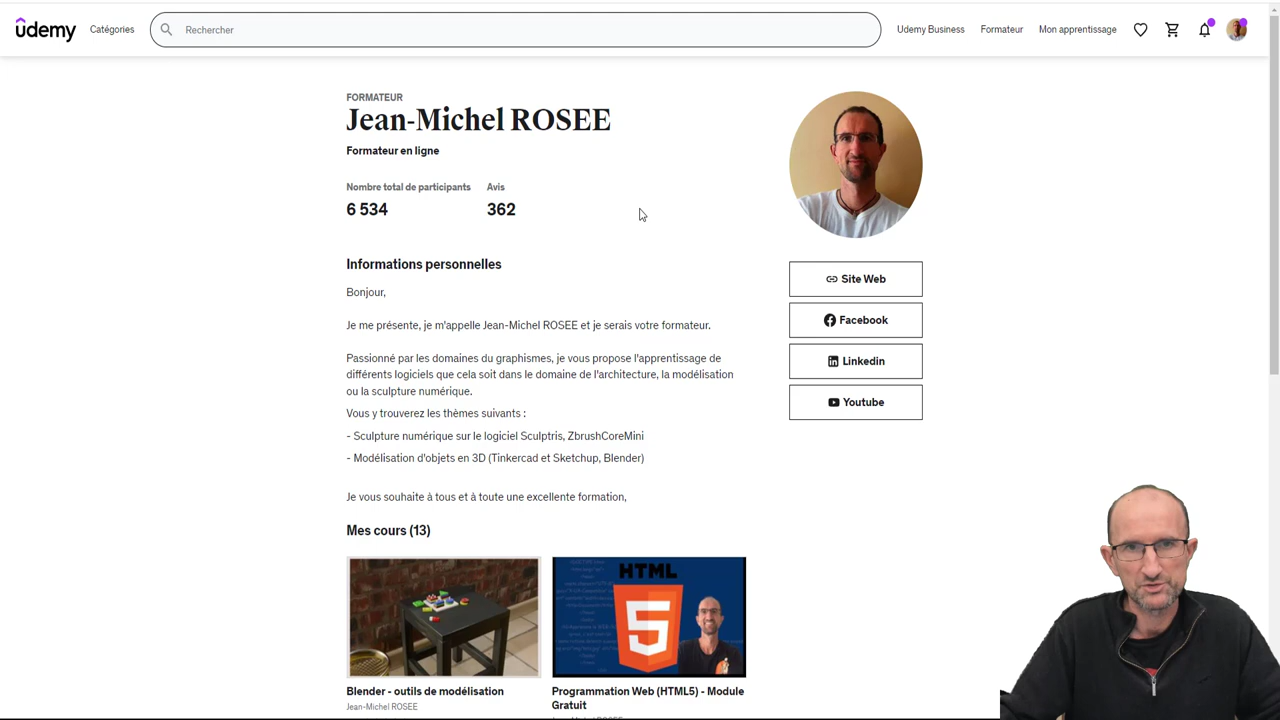 udemy
Catégories
Rechercher
Udemy Business
Formateur
Mon apprentissage
FORMATEUR
Jean-Michel ROSEE
Formateur en ligne
Nombre total de participants
Avis
6 534
362
Informations personnelles
Bonjour,
Je me présente, je m'appelle Jean-Michel ROSEE et je serais votre formateur.
Passionné par les domaines du graphismes, je vous propose l'apprentissage de
différents logiciels que cela soit dans le domaine de l'architecture, la modélisation
ou la sculpture numérique.
Vous y trouverez les thèmes suivants :
- Sculpture numérique sur le logiciel Sculptris, ZbrushCoreMini
- Modélisation d'objets en 3D (Tinkercad et Sketchup, Blender)
Je vous souhaite à tous et à toute une excellente formation,
Site Web
Facebook
Linkedin
Youtube
Mes cours (13)
HTML
5
Blender - outils de modélisation
Jean-Michel ROSEE
Programmation Web (HTML5) - Module
Gratuit